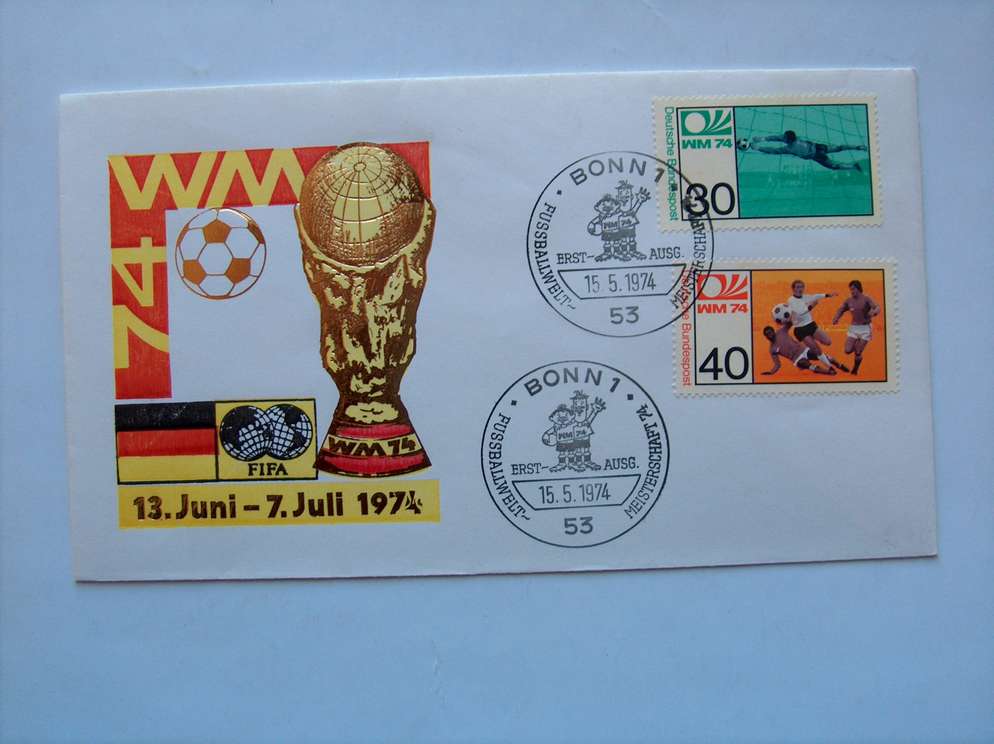 WM
74
FIFA
WM 74
13. Juni – 7. Juli 1974
BONN 1
FUSSBALLWELT~
MEISTERSCHAFT 74
WM 74
ERST~ AUSG.
15.5.1974
53
Deutsche Bundespost
WM 74
30
Deutsche Bundespost
WM 74
40
BONN 1
FUSSBALLWELT~
MEISTERSCHAFT 74
WM 74
ERST~ AUSG.
15.5.1974
53